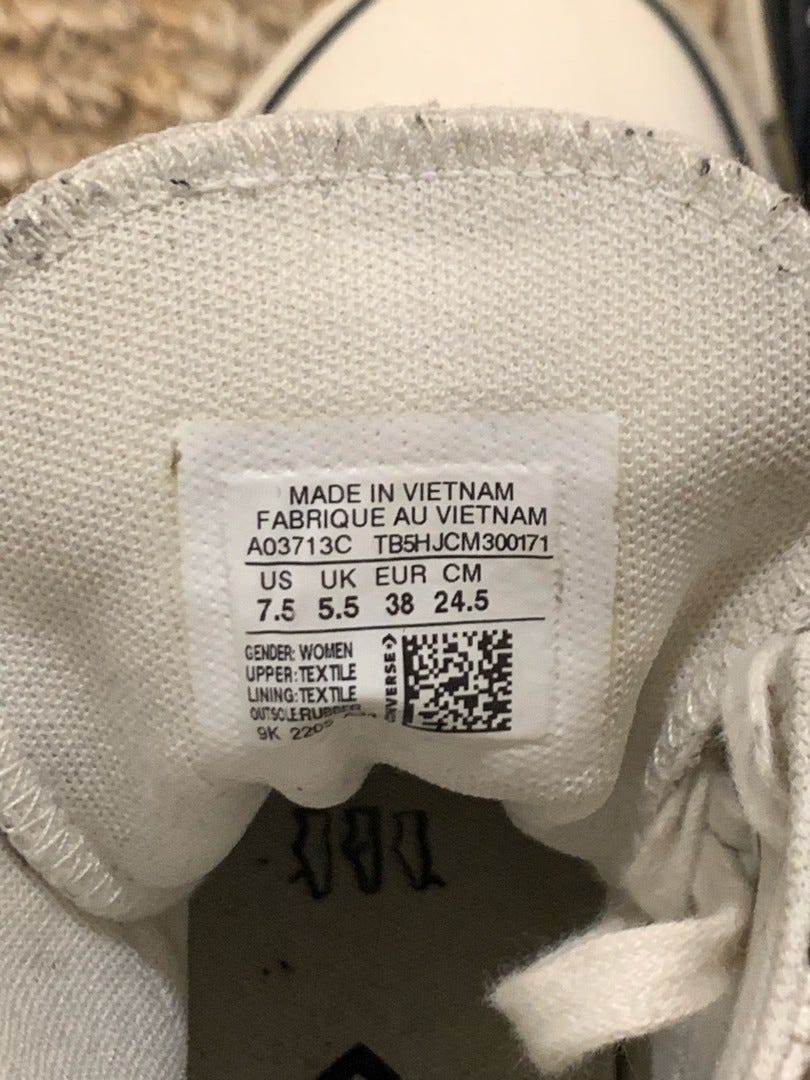 MADE IN VIETNAM
FABRIQUE AU VIETNAM
A03713C TB5HJCM300171
US UK EUR CM
7.5 5.5 38 24.5
GENDER: WOMEN
UPPER:TEXTILE
LINING:TEXTILE
OUTSOLE:RUBBER
9K
CONVERSE